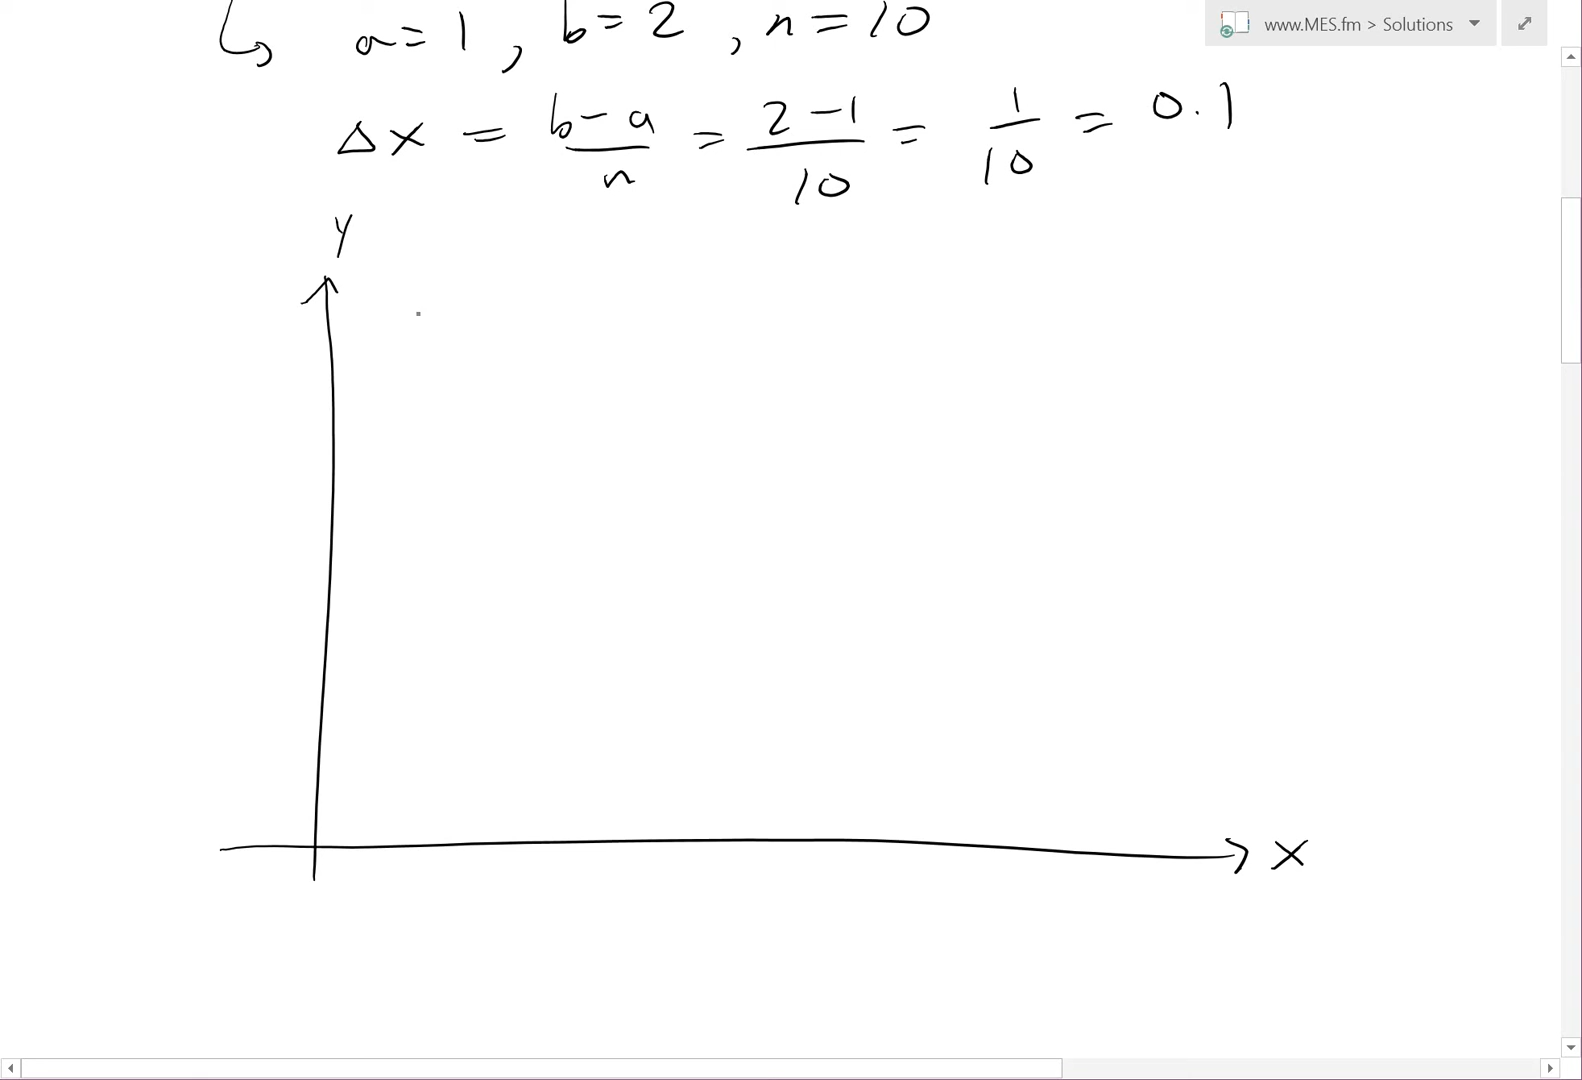 www.MES.fm > Solutions
a = 1 , b = 2 , n = 10
Δx = b - a / n = 2 - 1 / 10 = 1 / 10 = 0.1
y
x